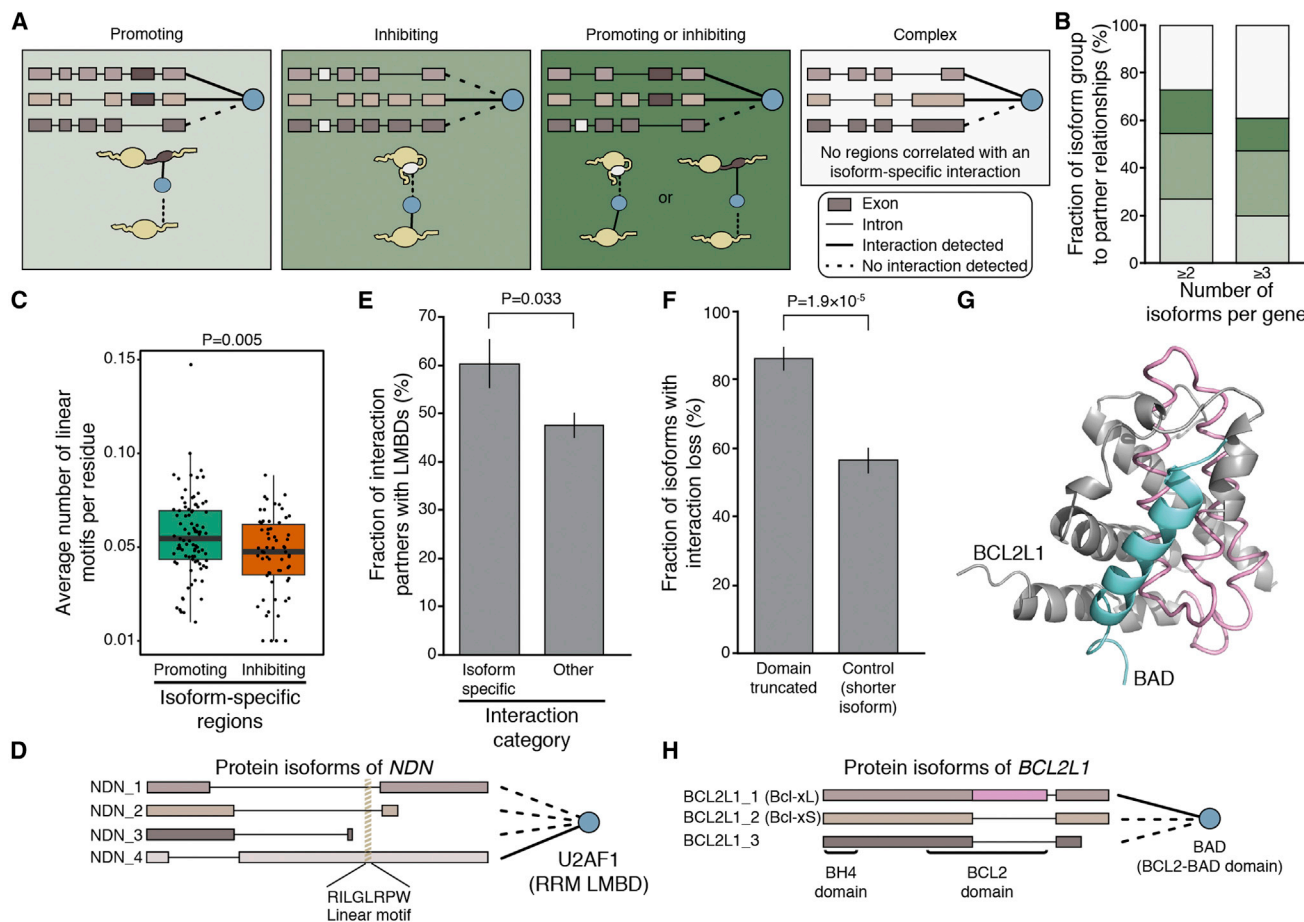 A
Promoting
Inhibiting
Promoting or inhibiting
Complex
or
No regions correlated with an
isoform-specific interaction
Exon
Intron
Interaction detected
No interaction detected
B
Fraction of isoform group
to partner relationships (%)
100
80
60
40
20
0
≥2
≥3
Number of
isoforms per gene
C
P=0.005
Average number of linear
motifs per residue
0.15
0.10
0.05
0.01
Promoting
Inhibiting
Isoform-specific
regions
E
P=0.033
Fraction of interaction
partners with LMBDs (%)
70
60
50
40
30
20
10
0
Isoform
specific
Other
Interaction
category
F
P=1.9×10⁻⁵
Fraction of isoforms with
interaction loss (%)
100
80
60
40
20
0
Domain
truncated
Control
(shorter
isoform)
G
BCL2L1
BAD
D
Protein isoforms of NDN
NDN_1
NDN_2
NDN_3
NDN_4
RILGLRPW
Linear motif
U2AF1
(RRM LMBD)
H
Protein isoforms of BCL2L1
BCL2L1_1 (Bcl-xL)
BCL2L1_2 (Bcl-xS)
BCL2L1_3
BH4
domain
BCL2
domain
BAD
(BCL2-BAD domain)